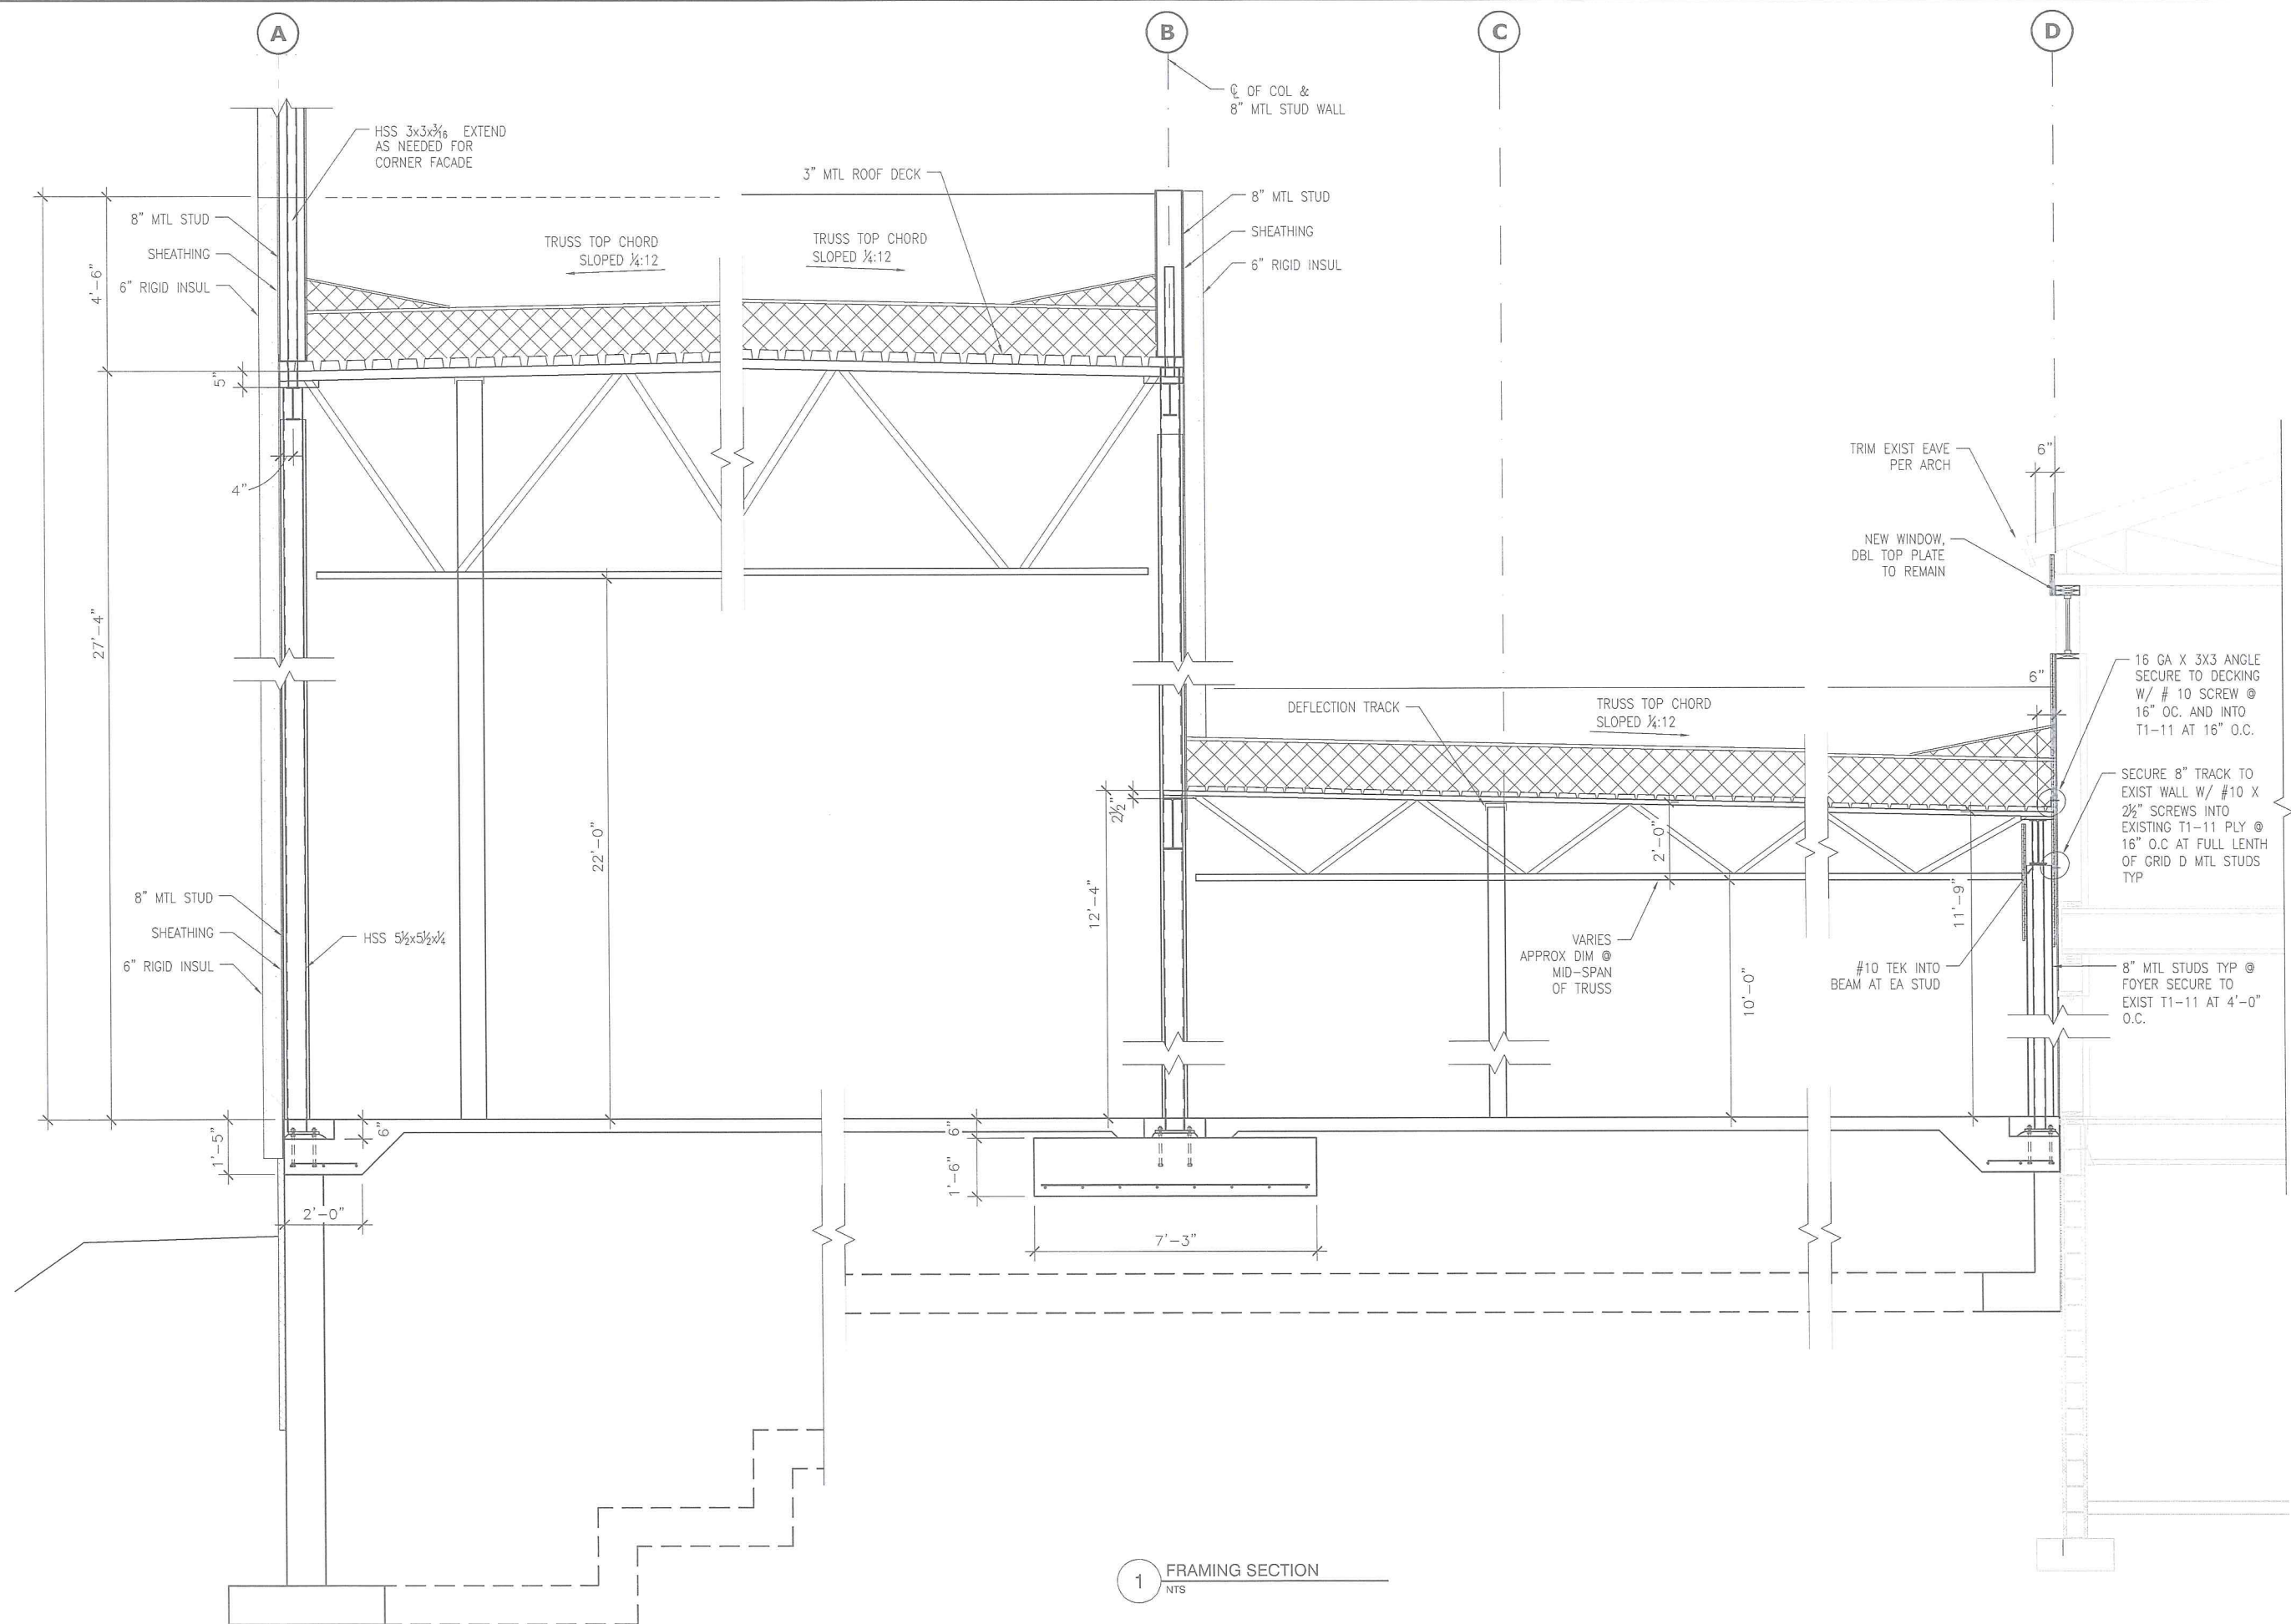 A
B
C
D
℄ OF COL &
8" MTL STUD WALL
HSS 3x3x3⁄16 EXTEND
AS NEEDED FOR
CORNER FACADE
3" MTL ROOF DECK
8" MTL STUD
SHEATHING
6" RIGID INSUL
8" MTL STUD
SHEATHING
6" RIGID INSUL
TRUSS TOP CHORD
SLOPED ¼:12
TRUSS TOP CHORD
SLOPED ¼:12
4'-6"
5"
4"
27'-4"
22'-0"
TRIM EXIST EAVE
PER ARCH
6"
NEW WINDOW,
DBL TOP PLATE
TO REMAIN
16 GA X 3X3 ANGLE
SECURE TO DECKING
W/ # 10 SCREW @
16" OC. AND INTO
T1-11 AT 16" O.C.
6"
DEFLECTION TRACK
TRUSS TOP CHORD
SLOPED ¼:12
SECURE 8" TRACK TO
EXIST WALL W/ #10 X
2½" SCREWS INTO
EXISTING T1-11 PLY @
16" O.C AT FULL LENTH
OF GRID D MTL STUDS
TYP
2½"
2'-0"
12'-4"
11'-9"
10'-0"
8" MTL STUD
SHEATHING
6" RIGID INSUL
HSS 5½x5½x¼
VARIES
APPROX DIM @
MID-SPAN
OF TRUSS
#10 TEK INTO
BEAM AT EA STUD
8" MTL STUDS TYP @
FOYER SECURE TO
EXIST T1-11 AT 4'-0"
O.C.
1'-5"
6"
6"
1'-6"
2'-0"
7'-3"
1
FRAMING SECTION
NTS